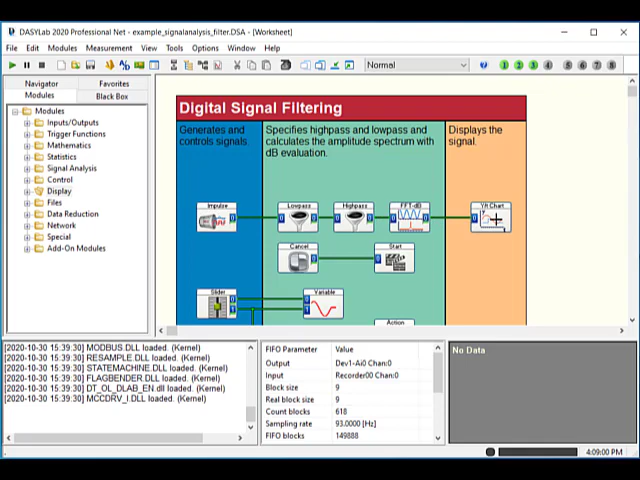 DASYLab 2020 Professional Net - example_signalanalysis_filter.DSA - [Worksheet]
File Edit Modules Measurement View Tools Options Window Help
Normal
1 2 3 4 5 6 7 8
Navigator Favorites
Modules Black Box
Modules
Inputs/Outputs
Trigger Functions
Mathematics
Statistics
Signal Analysis
Control
Display
Files
Data Reduction
Network
Special
Add-On Modules
Digital Signal Filtering
Generates and controls signals.
Specifies highpass and lowpass and
calculates the amplitude spectrum with
dB evaluation.
Displays the
signal.
Impulse
Lowpass
Highpass
FFT-dB
Y/t Chart
Cancel
Start
Slider
Variable
Action
[2020-10-30 15:39:30] MODBUS.DLL loaded. (Kernel)
[2020-10-30 15:39:30] RESAMPLE.DLL loaded. (Kernel)
[2020-10-30 15:39:30] STATEMACHINE.DLL loaded. (Kernel)
[2020-10-30 15:39:30] FLAGBENDER.DLL loaded. (Kernel)
[2020-10-30 15:39:30] DT_OL_DLAB_EN.dll loaded. (Kernel)
[2020-10-30 15:39:30] MCCDRV_I.DLL loaded. (Kernel)
FIFO Parameter Value
Output Dev1-Ai0 Chan:0
Input Recorder00 Chan:0
Block size 9
Real block size 9
Count blocks 618
Sampling rate 93.0000 [Hz]
FIFO blocks 149888
No Data
4:09:00 PM